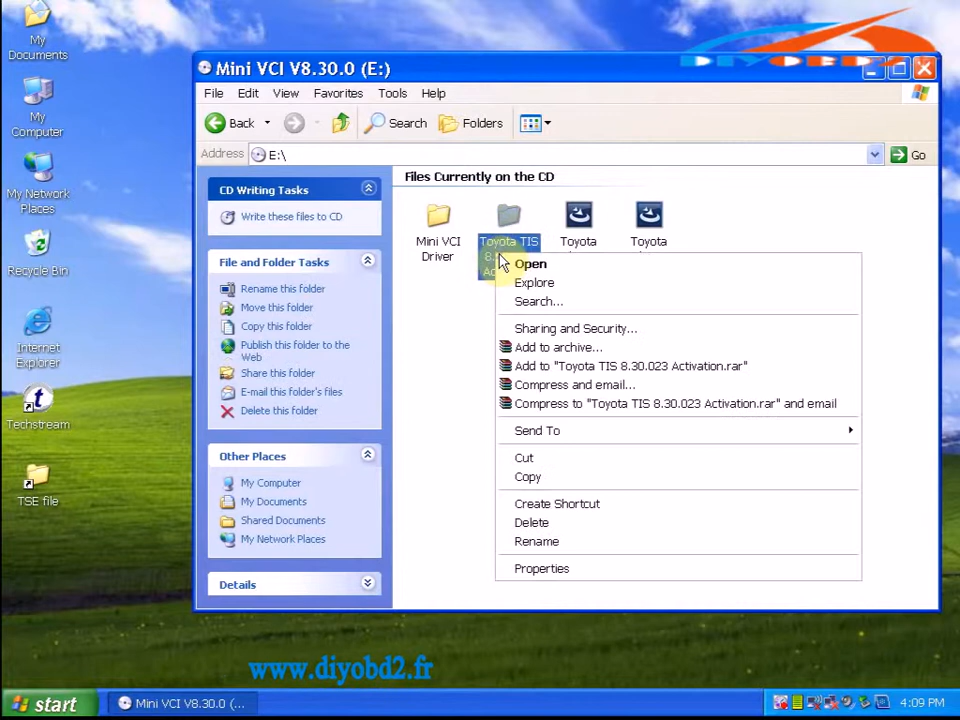 My
Documents
My
Computer
My Network
Places
Recycle Bin
Internet
Explorer
Techstream
TSE file
DIYOBD2
Mini VCI V8.30.0 (E:)
File Edit View Favorites Tools Help
Back Search Folders
Address E:\ Go
CD Writing Tasks
Write these files to CD
File and Folder Tasks
Rename this folder
Move this folder
Copy this folder
Publish this folder to the
Web
Share this folder
E-mail this folder's files
Delete this folder
Other Places
My Computer
My Documents
Shared Documents
My Network Places
Details
Files Currently on the CD
Mini VCI
Driver
Toyota TIS
Toyota
Toyota
Open
Explore
Search...
Sharing and Security...
Add to archive...
Add to "Toyota TIS 8.30.023 Activation.rar"
Compress and email...
Compress to "Toyota TIS 8.30.023 Activation.rar" and email
Send To
Cut
Copy
Create Shortcut
Delete
Rename
Properties
www.diyobd2.fr
start Mini VCI V8.30.0 (... 4:09 PM